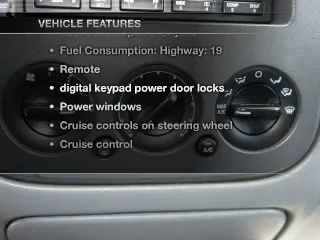 VEHICLE FEATURES
• Fuel Consumption: Highway: 19
• Remote
• digital keypad power door locks
• Power windows
• Cruise controls on steering wheel
• Cruise control
MAX
A/C
A/C